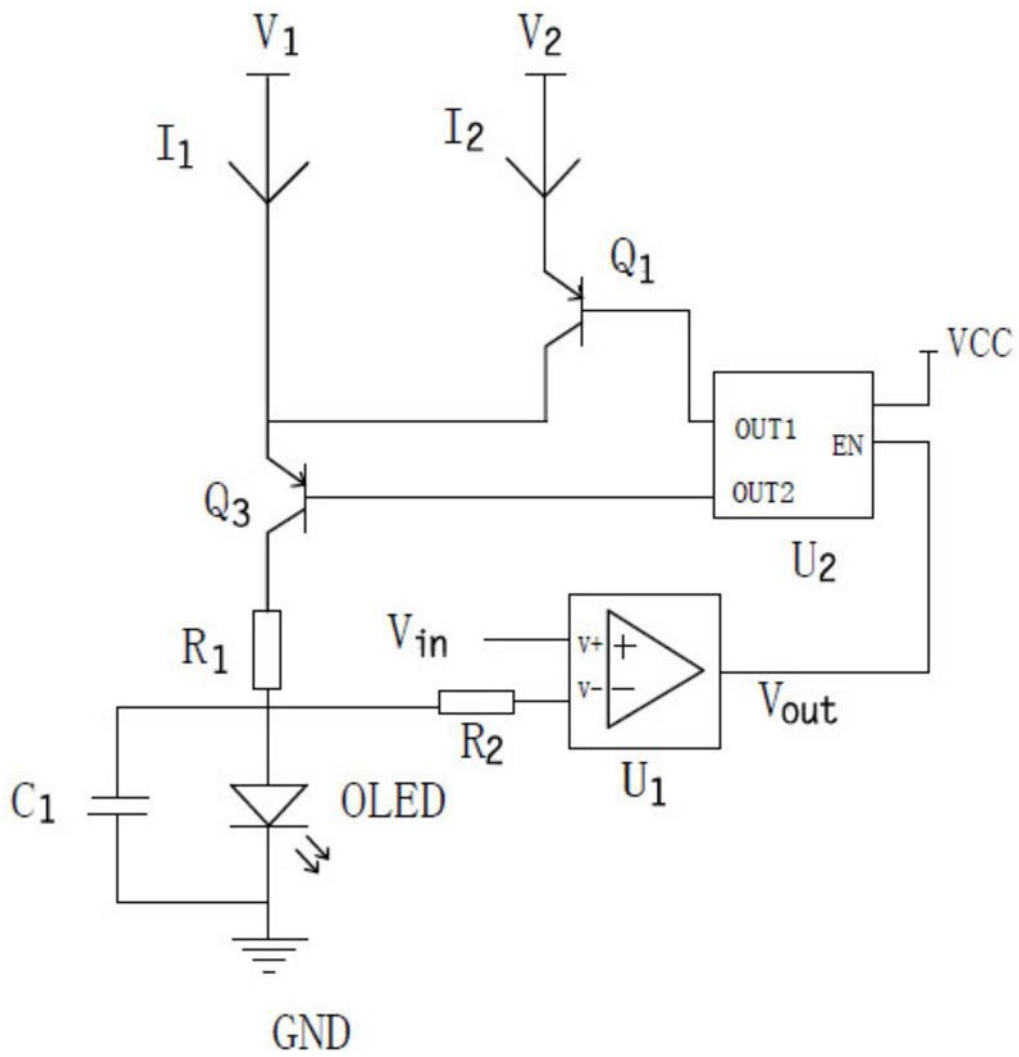 V1
V2
I1
I2
Q1
VCC
OUT1
EN
Q3
OUT2
U2
R1
Vin
V+
+
V-
−
Vout
R2
U1
C1
OLED
GND